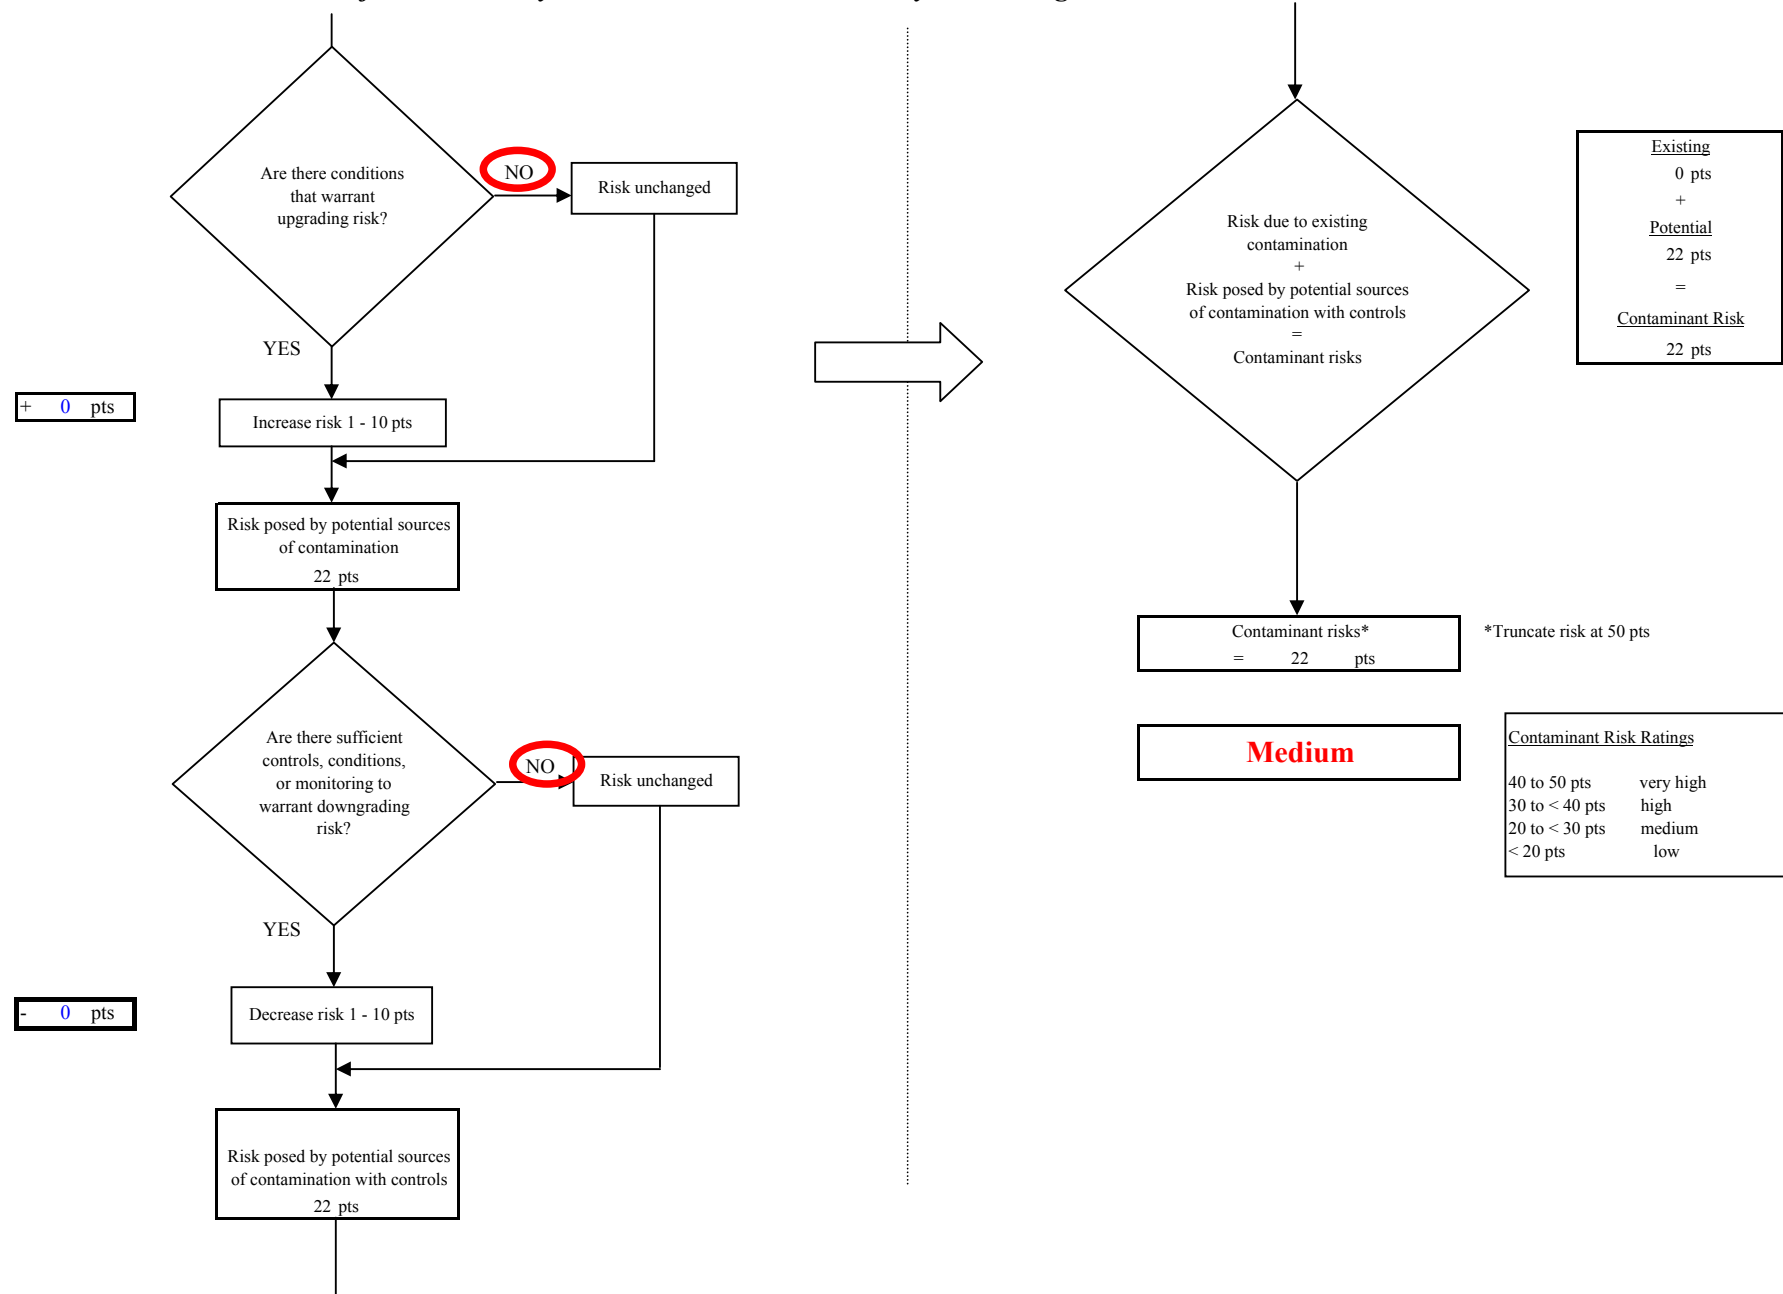 Are there conditions
that warrant
upgrading risk?
NO
Risk unchanged
YES
+ 0 pts
Increase risk 1 - 10 pts
Risk posed by potential sources
of contamination
22 pts
Are there sufficient
controls, conditions,
or monitoring to
warrant downgrading
risk?
NO
Risk unchanged
YES
- 0 pts
Decrease risk 1 - 10 pts
Risk posed by potential sources
of contamination with controls
22 pts
Risk due to existing
contamination
+
Risk posed by potential sources
of contamination with controls
=
Contaminant risks
Existing
0 pts
+
Potential
22 pts
=
Contaminant Risk
22 pts
Contaminant risks*
= 22 pts
*Truncate risk at 50 pts
Medium
Contaminant Risk Ratings
40 to 50 pts very high
30 to < 40 pts high
20 to < 30 pts medium
< 20 pts low